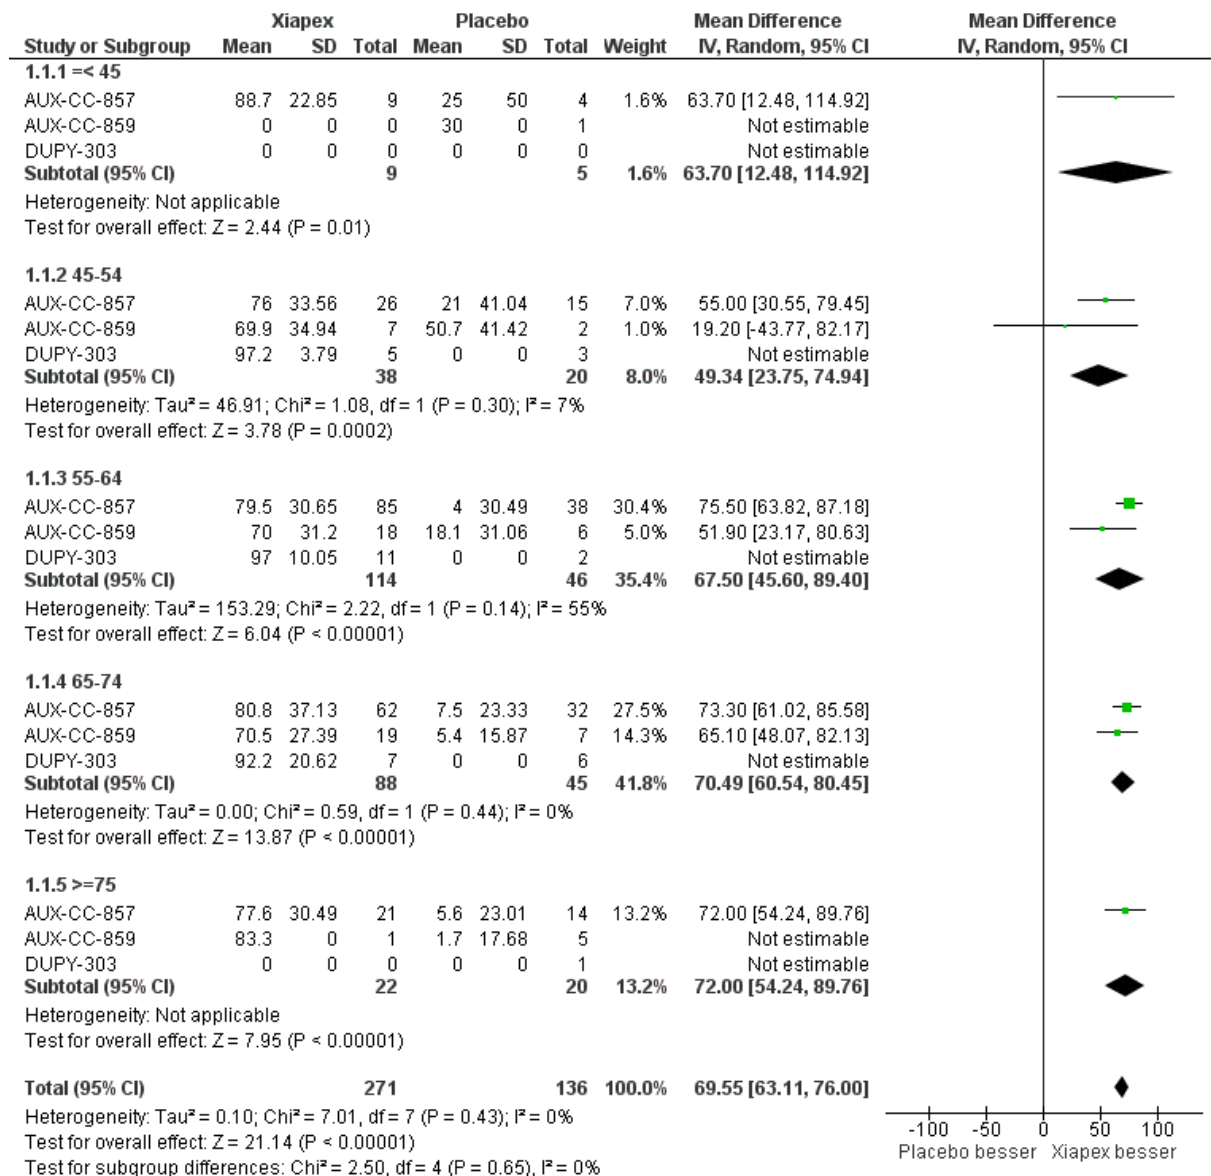 Xiapex Placebo Mean Difference Mean Difference
Study or Subgroup Mean SD Total Mean SD Total Weight IV, Random, 95% CI IV, Random, 95% CI
1.1.1 =< 45
AUX-CC-857 88.7 22.85 9 25 50 4 1.6% 63.70 [12.48, 114.92]
AUX-CC-859 0 0 0 30 0 1 Not estimable
DUPY-303 0 0 0 0 0 0 Not estimable
Subtotal (95% CI) 9 5 1.6% 63.70 [12.48, 114.92]
Heterogeneity: Not applicable
Test for overall effect: Z = 2.44 (P = 0.01)
1.1.2 45-54
AUX-CC-857 76 33.56 26 21 41.04 15 7.0% 55.00 [30.55, 79.45]
AUX-CC-859 69.9 34.94 7 50.7 41.42 2 1.0% 19.20 [-43.77, 82.17]
DUPY-303 97.2 3.79 5 0 0 3 Not estimable
Subtotal (95% CI) 38 20 8.0% 49.34 [23.75, 74.94]
Heterogeneity: Tau² = 46.91; Chi² = 1.08, df = 1 (P = 0.30); I² = 7%
Test for overall effect: Z = 3.78 (P = 0.0002)
1.1.3 55-64
AUX-CC-857 79.5 30.65 85 4 30.49 38 30.4% 75.50 [63.82, 87.18]
AUX-CC-859 70 31.2 18 18.1 31.06 6 5.0% 51.90 [23.17, 80.63]
DUPY-303 97 10.05 11 0 0 2 Not estimable
Subtotal (95% CI) 114 46 35.4% 67.50 [45.60, 89.40]
Heterogeneity: Tau² = 153.29; Chi² = 2.22, df = 1 (P = 0.14); I² = 55%
Test for overall effect: Z = 6.04 (P < 0.00001)
1.1.4 65-74
AUX-CC-857 80.8 37.13 62 7.5 23.33 32 27.5% 73.30 [61.02, 85.58]
AUX-CC-859 70.5 27.39 19 5.4 15.87 7 14.3% 65.10 [48.07, 82.13]
DUPY-303 92.2 20.62 7 0 0 6 Not estimable
Subtotal (95% CI) 88 45 41.8% 70.49 [60.54, 80.45]
Heterogeneity: Tau² = 0.00; Chi² = 0.59, df = 1 (P = 0.44); I² = 0%
Test for overall effect: Z = 13.87 (P < 0.00001)
1.1.5 >=75
AUX-CC-857 77.6 30.49 21 5.6 23.01 14 13.2% 72.00 [54.24, 89.76]
AUX-CC-859 83.3 0 1 1.7 17.68 5 Not estimable
DUPY-303 0 0 0 0 0 1 Not estimable
Subtotal (95% CI) 22 20 13.2% 72.00 [54.24, 89.76]
Heterogeneity: Not applicable
Test for overall effect: Z = 7.95 (P < 0.00001)
Total (95% CI) 271 136 100.0% 69.55 [63.11, 76.00]
Heterogeneity: Tau² = 0.10; Chi² = 7.01, df = 7 (P = 0.43); I² = 0%
Test for overall effect: Z = 21.14 (P < 0.00001)
Test for subgroup differences: Chi² = 2.50, df = 4 (P = 0.65), I² = 0%
-100 -50 0 50 100
Placebo besser Xiapex besser